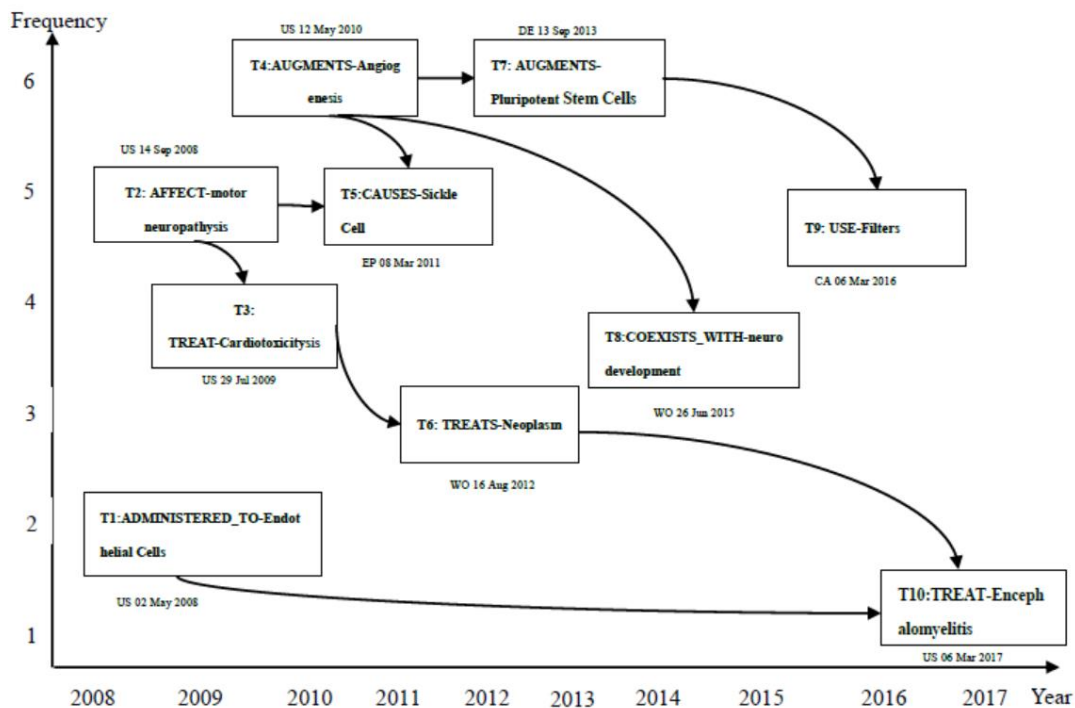 Frequency
US 12 May 2010
DE 13 Sep 2013
6
T4:AUGMENTS-Angiog
enesis
T7: AUGMENTS-
Pluripotent Stem Cells
US 14 Sep 2008
5
T2: AFFECT-motor
neuropathysis
T5:CAUSES-Sickle
Cell
T9: USE-Filters
EP 08 Mar 2011
CA 06 Mar 2016
4
T3:
TREAT-Cardiotoxicitysis
T8:COEXISTS_WITH-neuro
development
US 29 Jul 2009
3
T6: TREATS-Neoplasm
WO 26 Jun 2015
WO 16 Aug 2012
2
T1:ADMINISTERED_TO-Endot
helial Cells
US 02 May 2008
T10:TREAT-Enceph
alomyelitis
1
US 06 Mar 2017
2008 2009 2010 2011 2012 2013 2014 2015 2016 2017 Year